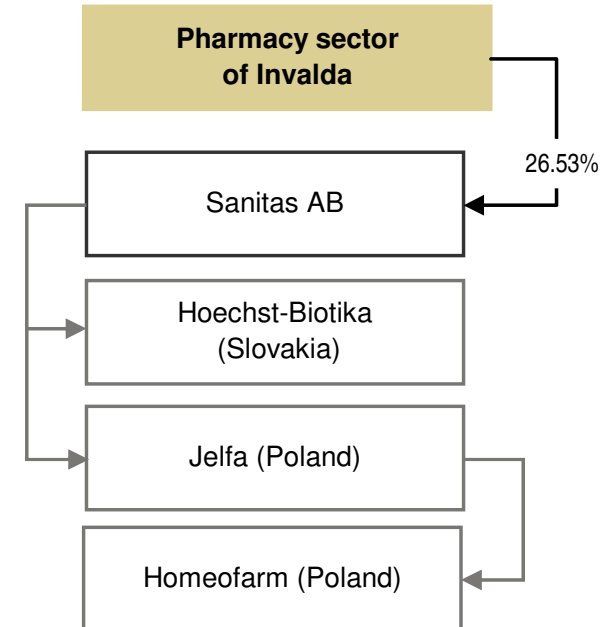 Pharmacy sector
of Invalda
26.53%
Sanitas AB
Hoechst-Biotika
(Slovakia)
Jelfa (Poland)
Homeofarm (Poland)